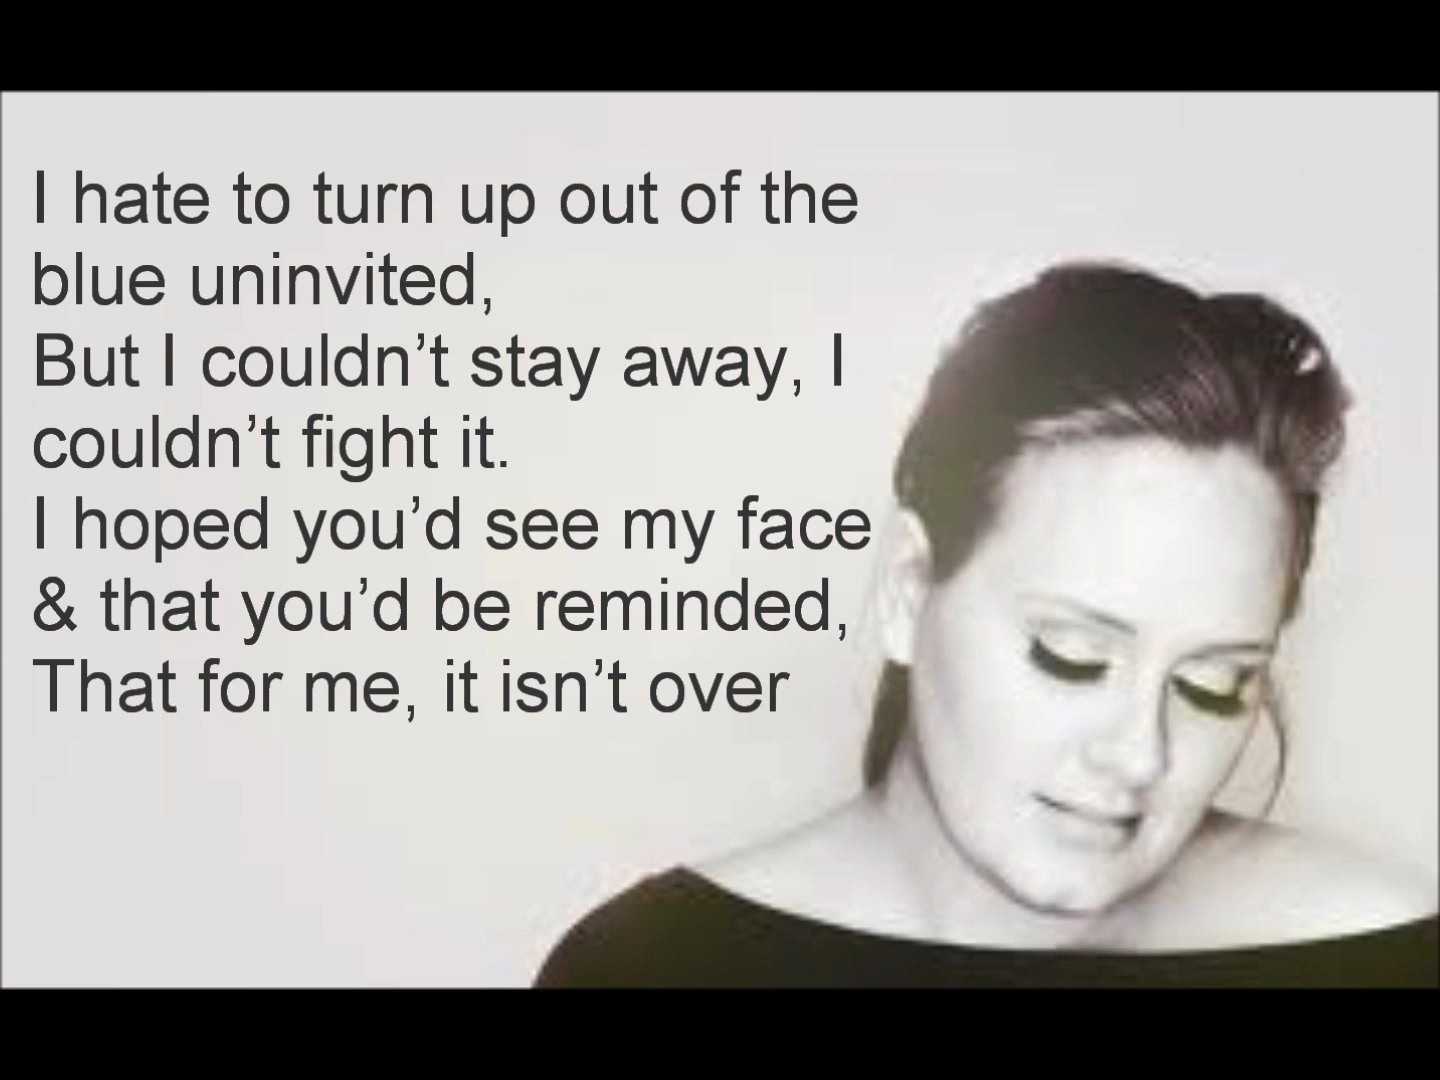 I hate to turn up out of the
blue uninvited,
But I couldn’t stay away, I
couldn’t fight it.
I hoped you’d see my face
& that you’d be reminded,
That for me, it isn’t over